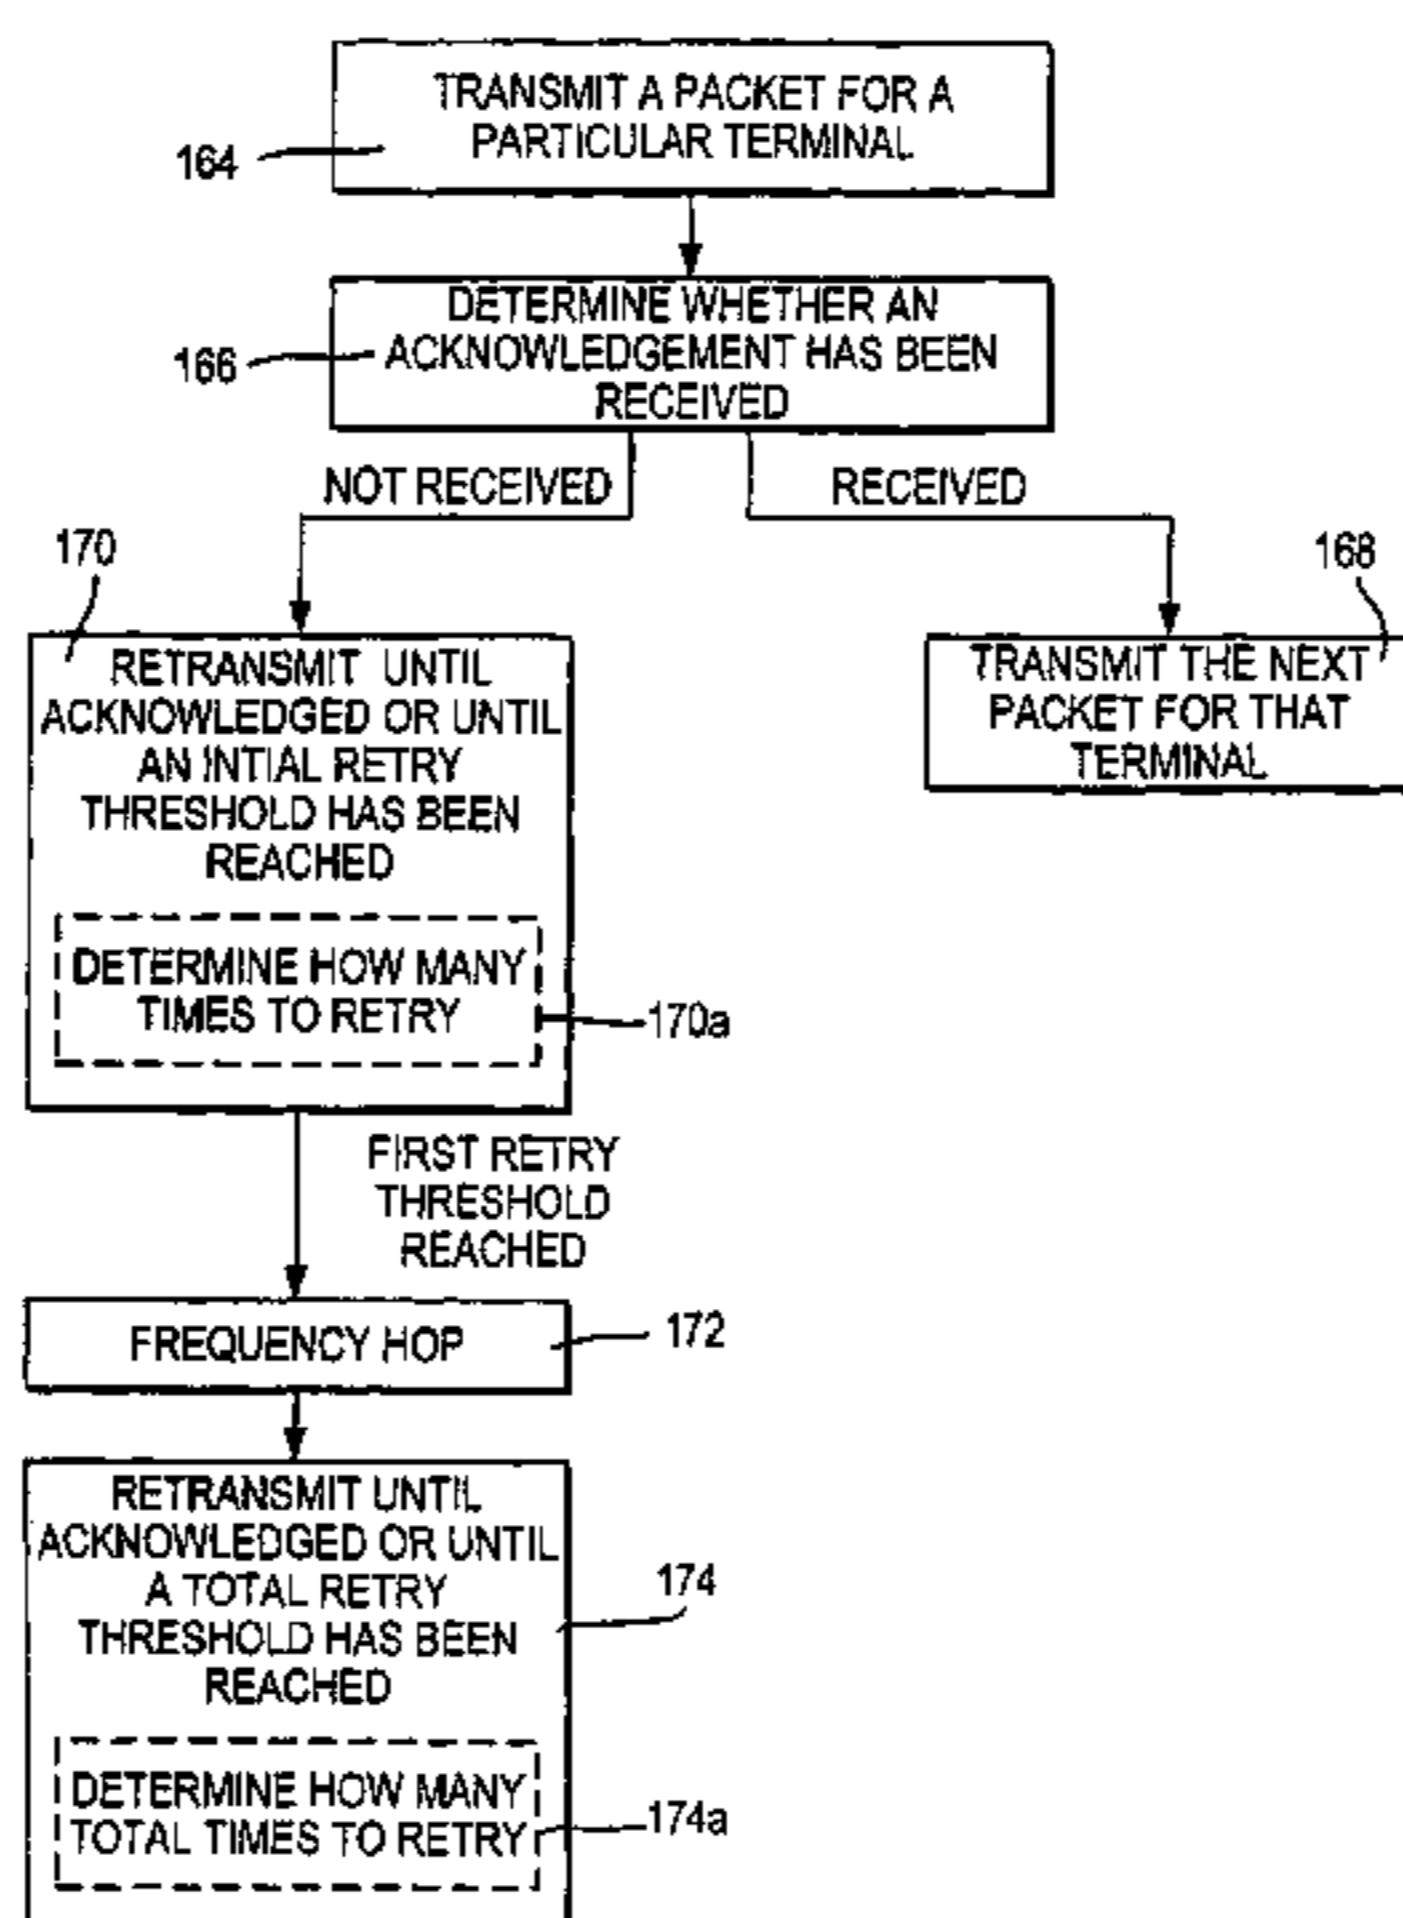 TRANSMIT A PACKET FOR A
PARTICULAR TERMINAL
164
DETERMINE WHETHER AN
ACKNOWLEDGEMENT HAS BEEN
RECEIVED
166
NOT RECEIVED
RECEIVED
170
168
RETRANSMIT UNTIL
ACKNOWLEDGED OR UNTIL
AN INTIAL RETRY
THRESHOLD HAS BEEN
REACHED
TRANSMIT THE NEXT
PACKET FOR THAT
TERMINAL
DETERMINE HOW MANY
TIMES TO RETRY
170a
FIRST RETRY
THRESHOLD
REACHED
FREQUENCY HOP
172
RETRANSMIT UNTIL
ACKNOWLEDGED OR UNTIL
A TOTAL RETRY
THRESHOLD HAS BEEN
REACHED
174
DETERMINE HOW MANY
TOTAL TIMES TO RETRY
174a